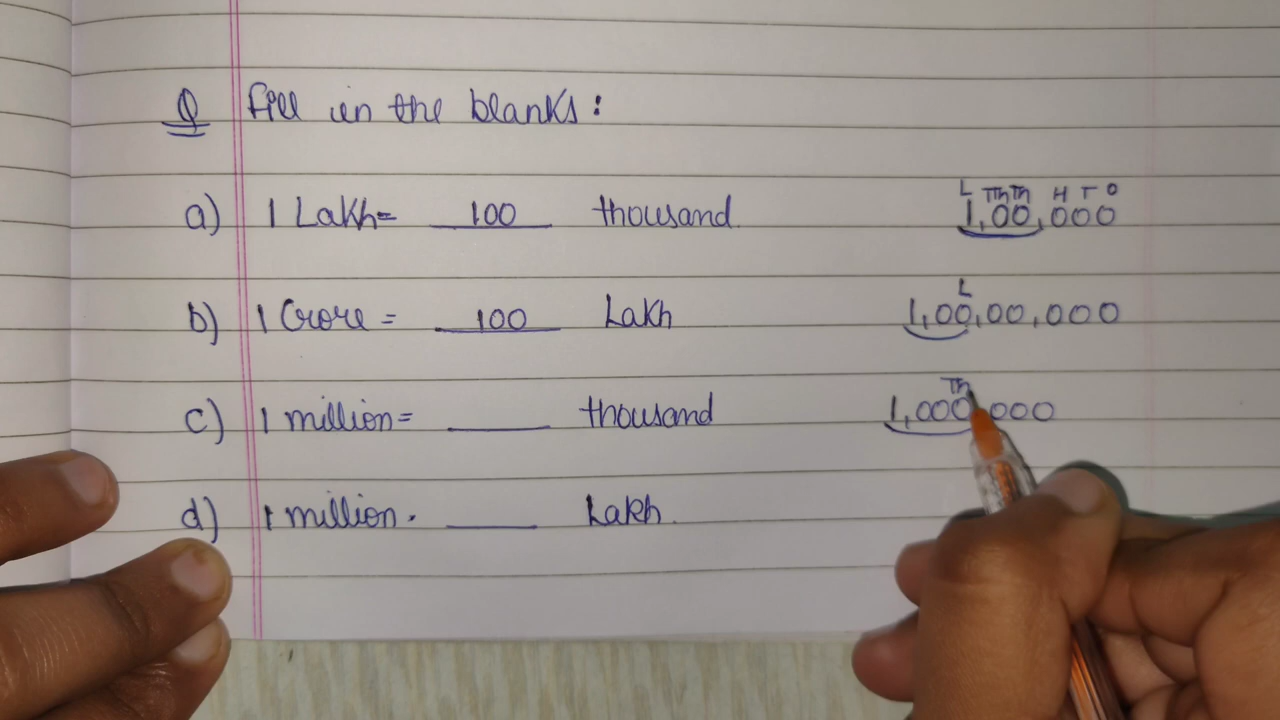 Q Fill in the blanks:
L Th Th H T O
a) 1 Lakh= 100 thousand. 1,00,000
L
b) 1 Crore = 100 Lakh 1,00,00,000
Th
c) 1 million= ____ thousand 1,000 000
d) 1 million. ____ Lakh.